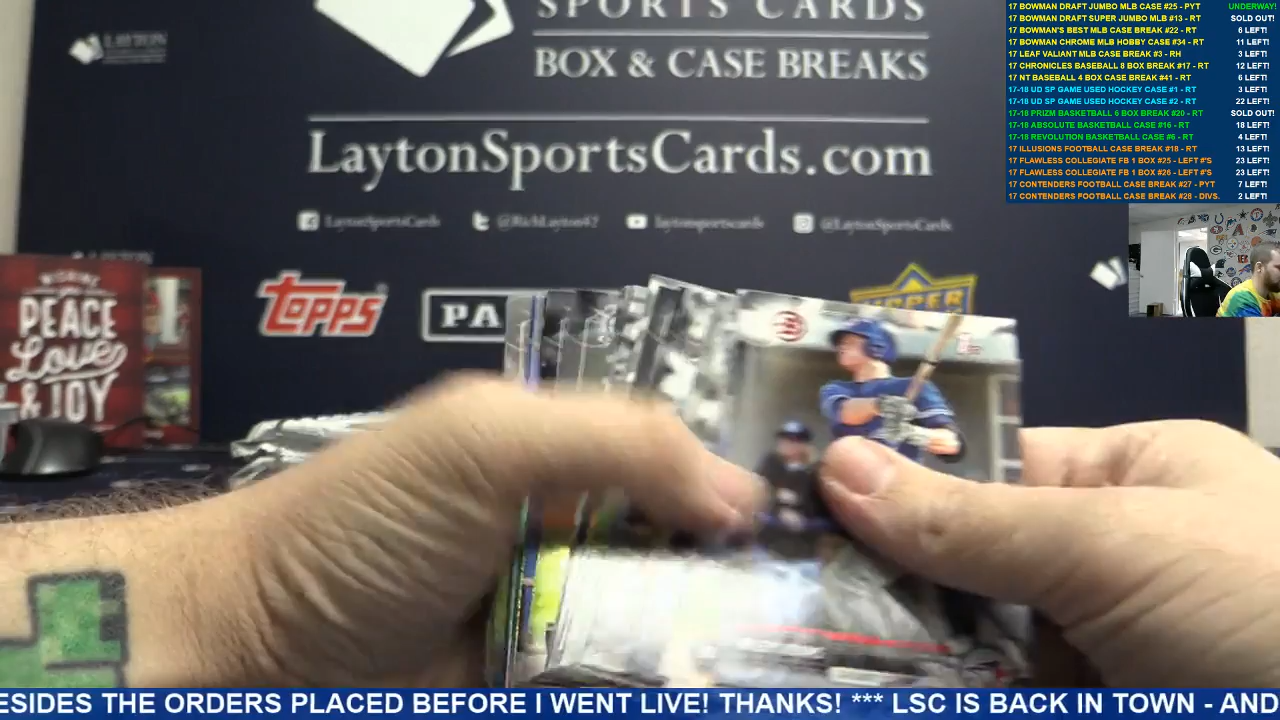 SPORTS CARDS
BOX & CASE BREAKS
LaytonSportsCards.com
LaytonSportsCards
@RichLayton42
laytonsportscards
@LaytonSportsCards
LAYTON
topps
PA
UPPER
PEACE
Love
& JOY
17 BOWMAN DRAFT JUMBO MLB CASE #25 - PYT UNDERWAY!
17 BOWMAN DRAFT SUPER JUMBO MLB #13 - RT SOLD OUT!
17 BOWMAN'S BEST MLB CASE BREAK #22 - RT 6 LEFT!
17 BOWMAN CHROME MLB HOBBY CASE #34 - RT 11 LEFT!
17 LEAF VALIANT MLB CASE BREAK #3 - RH 3 LEFT!
17 CHRONICLES BASEBALL 8 BOX BREAK #17 - RT 12 LEFT!
17 NT BASEBALL 4 BOX CASE BREAK #41 - RT 6 LEFT!
17-18 UD SP GAME USED HOCKEY CASE #1 - RT 3 LEFT!
17-18 UD SP GAME USED HOCKEY CASE #2 - RT 22 LEFT!
17-18 PRIZM BASKETBALL 6 BOX BREAK #20 - RT SOLD OUT!
17-18 ABSOLUTE BASKETBALL CASE #16 - RT 18 LEFT!
17-18 REVOLUTION BASKETBALL CASE #6 - RT 4 LEFT!
17 ILLUSIONS FOOTBALL CASE BREAK #18 - RT 13 LEFT!
17 FLAWLESS COLLEGIATE FB 1 BOX #25 - LEFT #'S 23 LEFT!
17 FLAWLESS COLLEGIATE FB 1 BOX #26 - LEFT #'S 23 LEFT!
17 CONTENDERS FOOTBALL CASE BREAK #27 - PYT 7 LEFT!
17 CONTENDERS FOOTBALL CASE BREAK #28 - DIVS. 2 LEFT!
ESIDES THE ORDERS PLACED BEFORE I WENT LIVE! THANKS! *** LSC IS BACK IN TOWN - AND